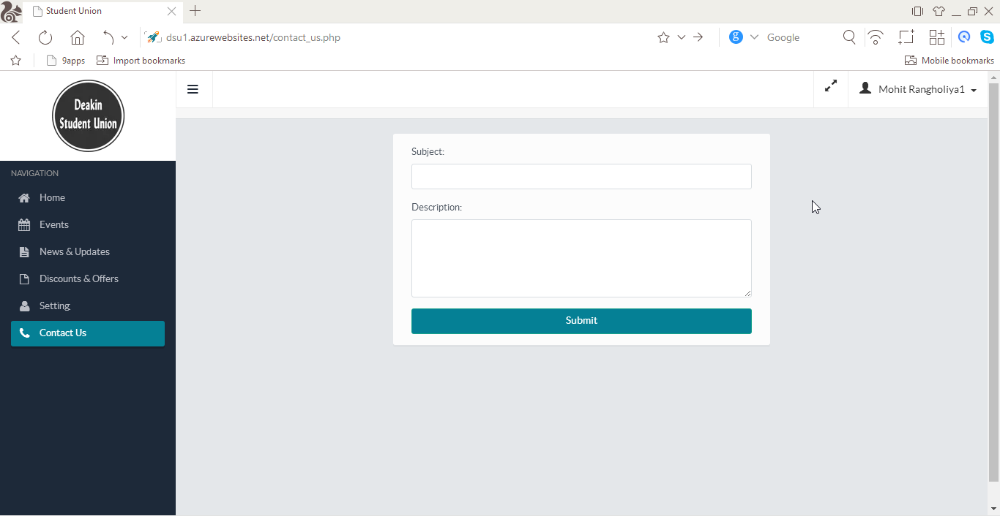 Student Union
dsu1.azurewebsites.net/contact_us.php
Google
9apps
Import bookmarks
Mobile bookmarks
Deakin
Student Union
Mohit Rangholiya1
NAVIGATION
Home
Events
News & Updates
Discounts & Offers
Setting
Contact Us
Subject:
Description:
Submit